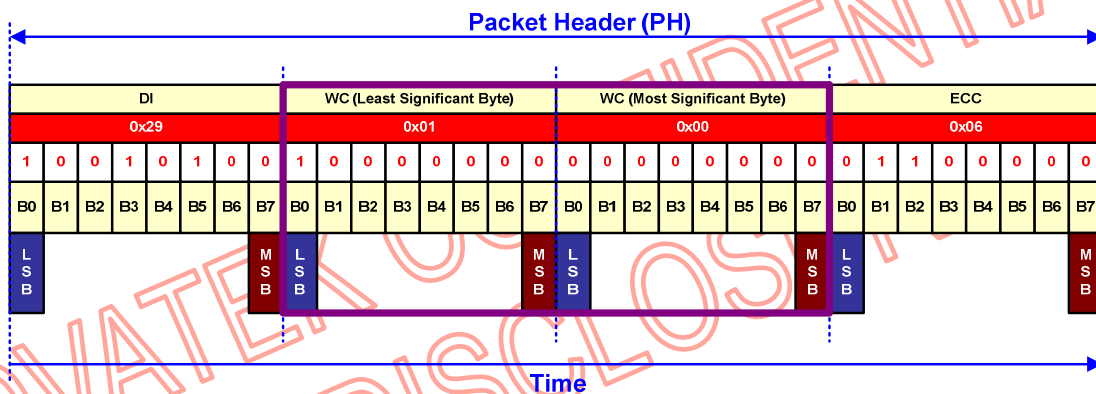 Packet Header (PH)
DI WC (Least Significant Byte) WC (Most Significant Byte) ECC
0x29 0x01 0x00 0x06
1 0 0 1 0 1 0 0 1 0 0 0 0 0 0 0 0 0 0 0 0 0 0 0 0 1 1 0 0 0 0 0
B0 B1 B2 B3 B4 B5 B6 B7 B0 B1 B2 B3 B4 B5 B6 B7 B0 B1 B2 B3 B4 B5 B6 B7 B0 B1 B2 B3 B4 B5 B6 B7
LSB MSB LSB MSB LSB MSB LSB MSB
Time